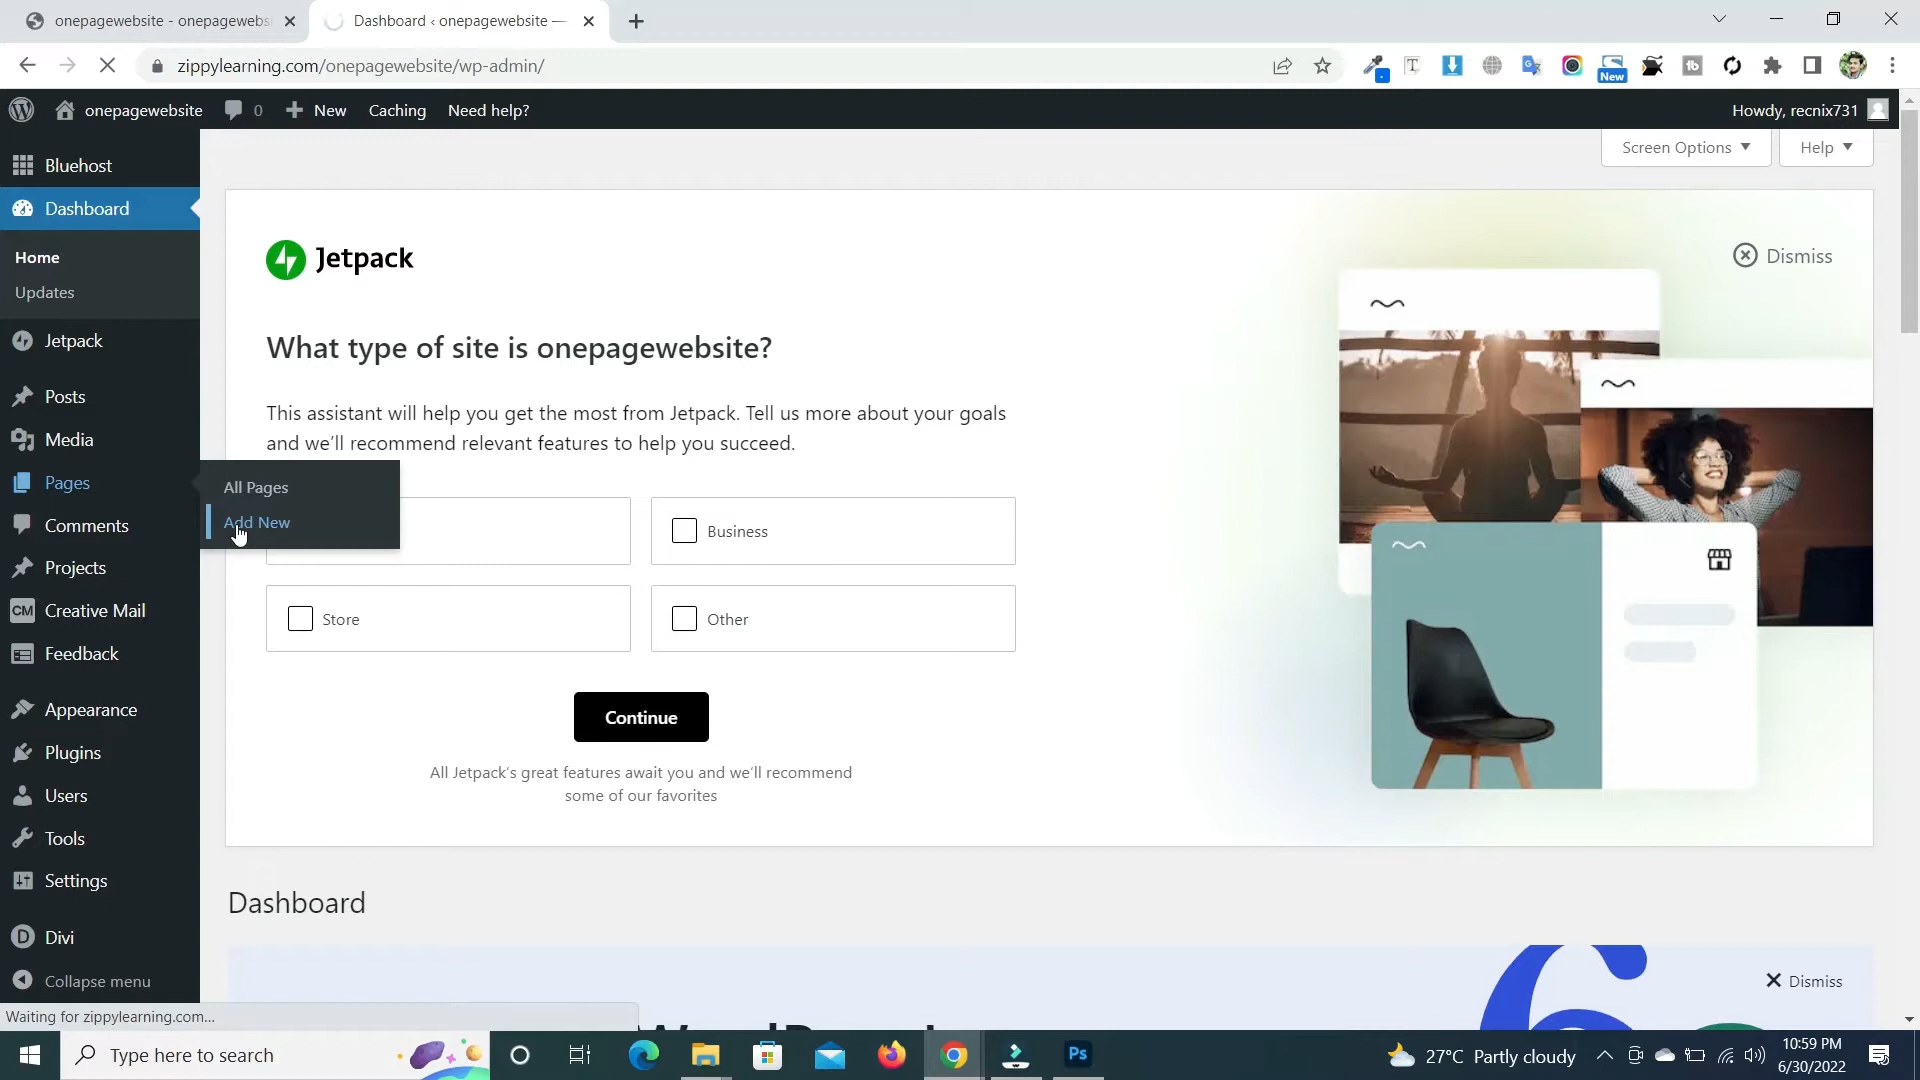 onepagewebsite - onepagewebs
Dashboard ‹ onepagewebsite —
zippylearning.com/onepagewebsite/wp-admin/
New
onepagewebsite
0
New
Caching
Need help?
Howdy, recnix731
Screen Options
Help
Bluehost
Dashboard
Home
Updates
Jetpack
Posts
Media
Pages
All Pages
Add New
Comments
Projects
CM
Creative Mail
Feedback
Appearance
Plugins
Users
Tools
Settings
D
Divi
Collapse menu
Jetpack
Dismiss
What type of site is onepagewebsite?
This assistant will help you get the most from Jetpack. Tell us more about your goals
and we’ll recommend relevant features to help you succeed.
Business
Store
Other
Continue
All Jetpack’s great features await you and we’ll recommend
some of our favorites
Dashboard
Dismiss
Waiting for zippylearning.com...
Type here to search
Ps
27°C Partly cloudy
10:59 PM
6/30/2022